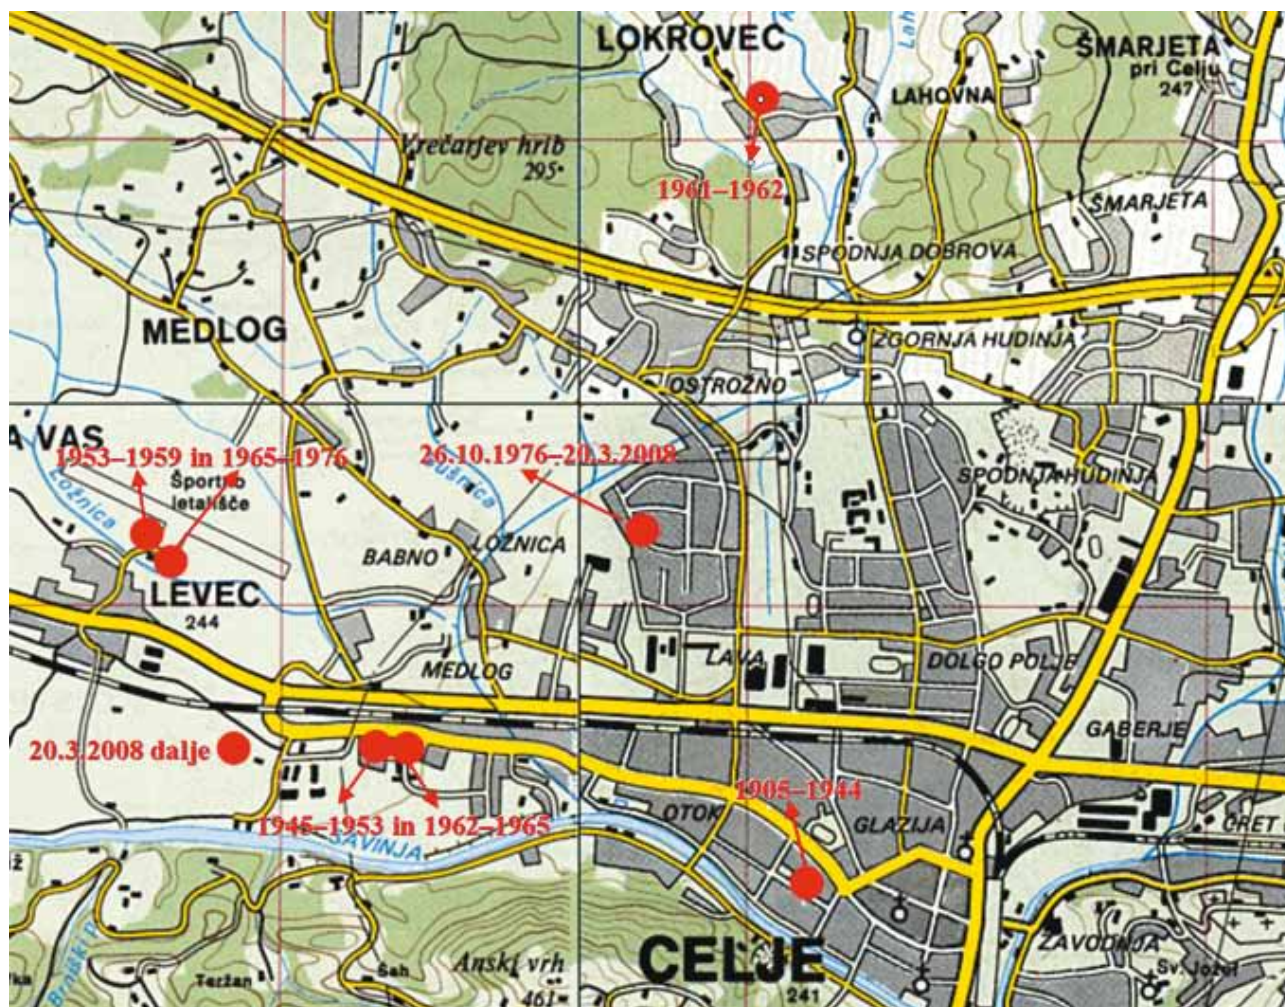 LOKROVEC
ŠMARJETA
pri Celju
247
LAHOVNA
Vrečarjev hrib
295
1961–1962
ŠMARJETA
SPODNJA DOBROVA
MEDLOG
ZGORNJA HUDINJA
OSTROŽNO
A VAS
1953–1959 in 1965–1976
26.10.1976–20.3.2008
Ložnica
Športno
letališče
Sušnica
SPODNJA HUDINJA
BABNO
LOŽNICA
LEVEC
244
MEDLOG
LAVA
DOLGO POLJE
GABERJE
20.3.2008 dalje
1905–1944
1945–1953 in 1962–1965
OTOK
GLAZIJA
ČRET
SAVINJA
CELJE
241
ZAVODNJA
Sv. Jožef
Anski vrh
461
Teržan
Šah